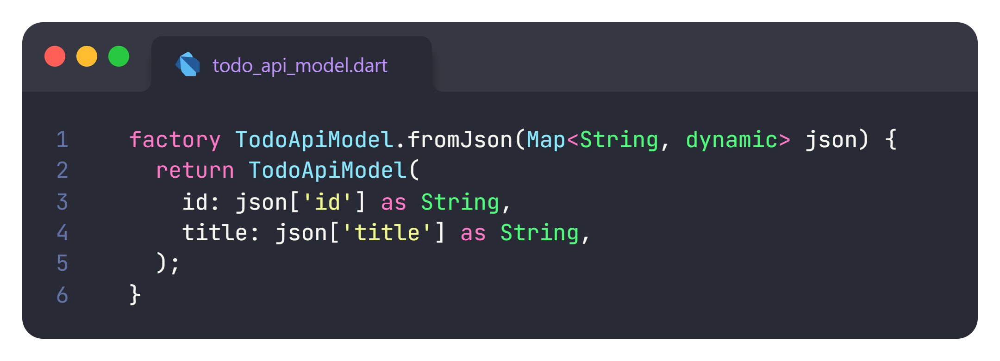 todo_api_model.dart
1 factory TodoApiModel.fromJson(Map<String, dynamic> json) {
2   return TodoApiModel(
3     id: json['id'] as String,
4     title: json['title'] as String,
5   );
6 }